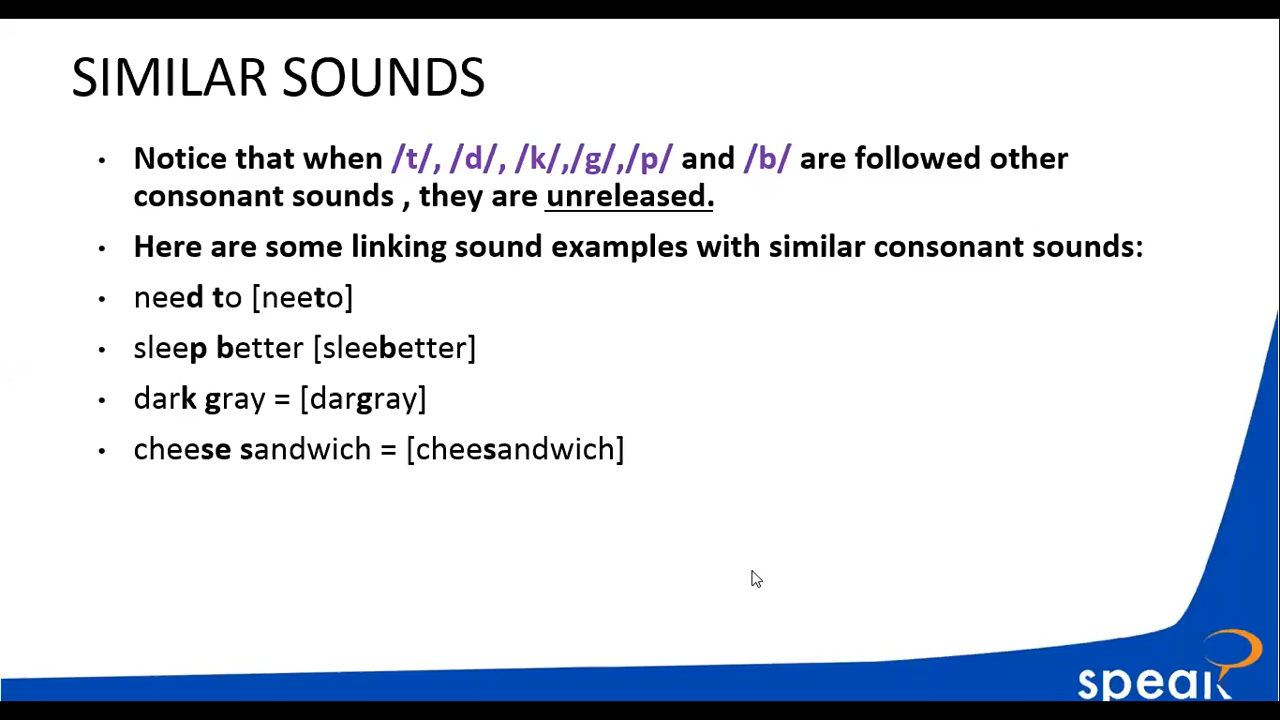 SIMILAR SOUNDS
• Notice that when /t/, /d/, /k/,/g/,/p/ and /b/ are followed other
consonant sounds , they are unreleased.
• Here are some linking sound examples with similar consonant sounds:
• need to [neeto]
• sleep better [sleebetter]
• dark gray = [dargray]
• cheese sandwich = [cheesandwich]
speak